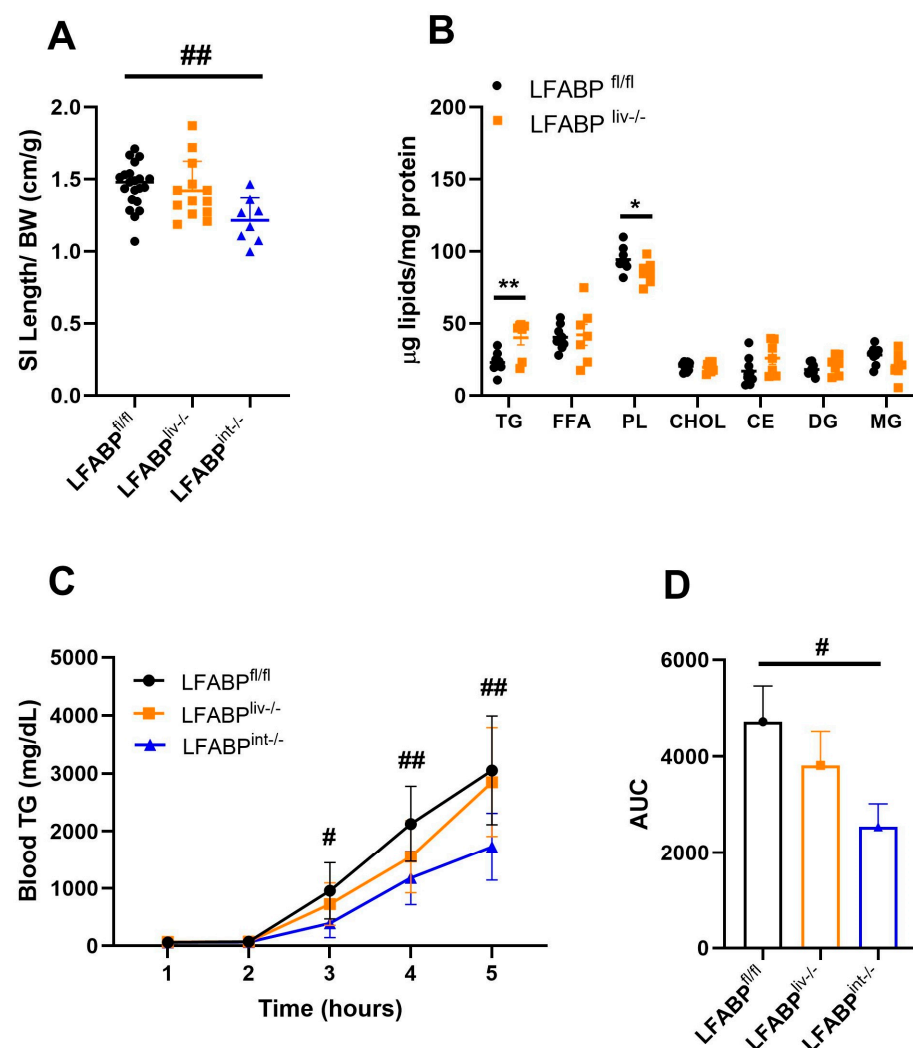 A
##
SI Length/ BW (cm/g)
2.0
1.5
1.0
0.5
0.0
LFABPfl/fl
LFABPliv-/-
LFABPint-/-
B
LFABP fl/fl
LFABP liv-/-
µg lipids/mg protein
200
150
100
50
0
**
*
TG FFA PL CHOL CE DG MG
C
Blood TG (mg/dL)
5000
4000
3000
2000
1000
0
LFABPfl/fl
LFABPliv-/-
LFABPint-/-
#
##
##
1 2 3 4 5
Time (hours)
D
#
AUC
6000
4000
2000
0
LFABPfl/fl
LFABPliv-/-
LFABPint-/-